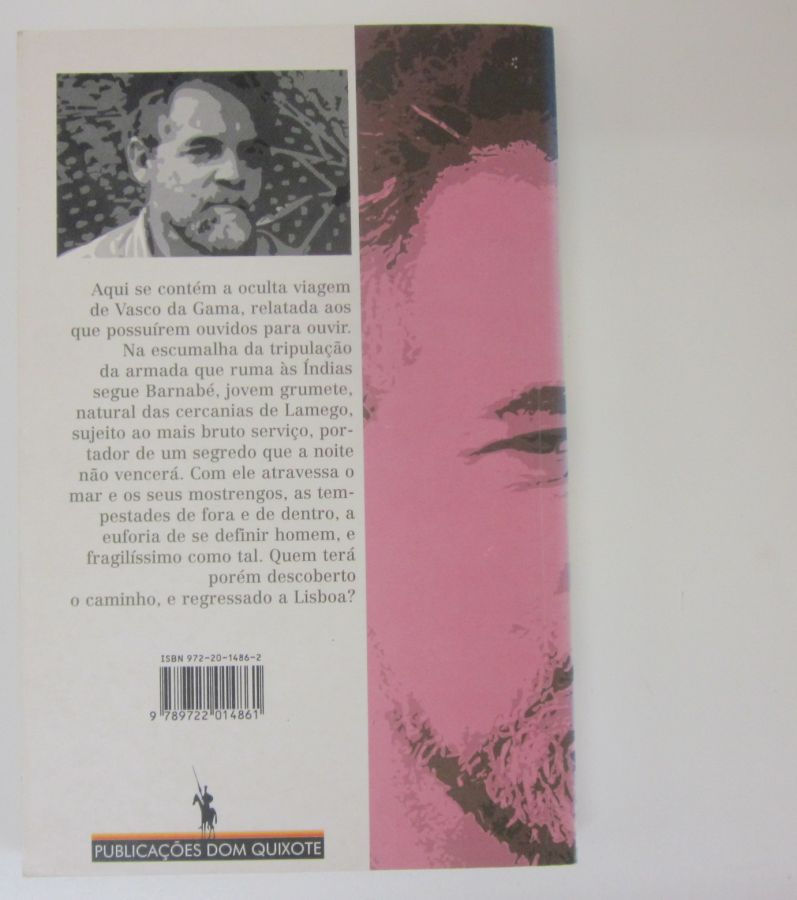 Aqui se contém a oculta viagem
de Vasco da Gama, relatada aos
que possuírem ouvidos para ouvir.
Na escumalha da tripulação
da armada que ruma às Índias
segue Barnabé, jovem grumete,
natural das cercanias de Lamego,
sujeito ao mais bruto serviço, por-
tador de um segredo que a noite
não vencerá. Com ele atravessa o
mar e os seus mostrengos, as tem-
pestades de fora e de dentro, a
euforia de se definir homem, e
fragilíssimo como tal. Quem terá
porém descoberto
o caminho, e regressado a Lisboa?
ISBN 972-20-1486-2
9 789722 014861
PUBLICAÇÕES DOM QUIXOTE